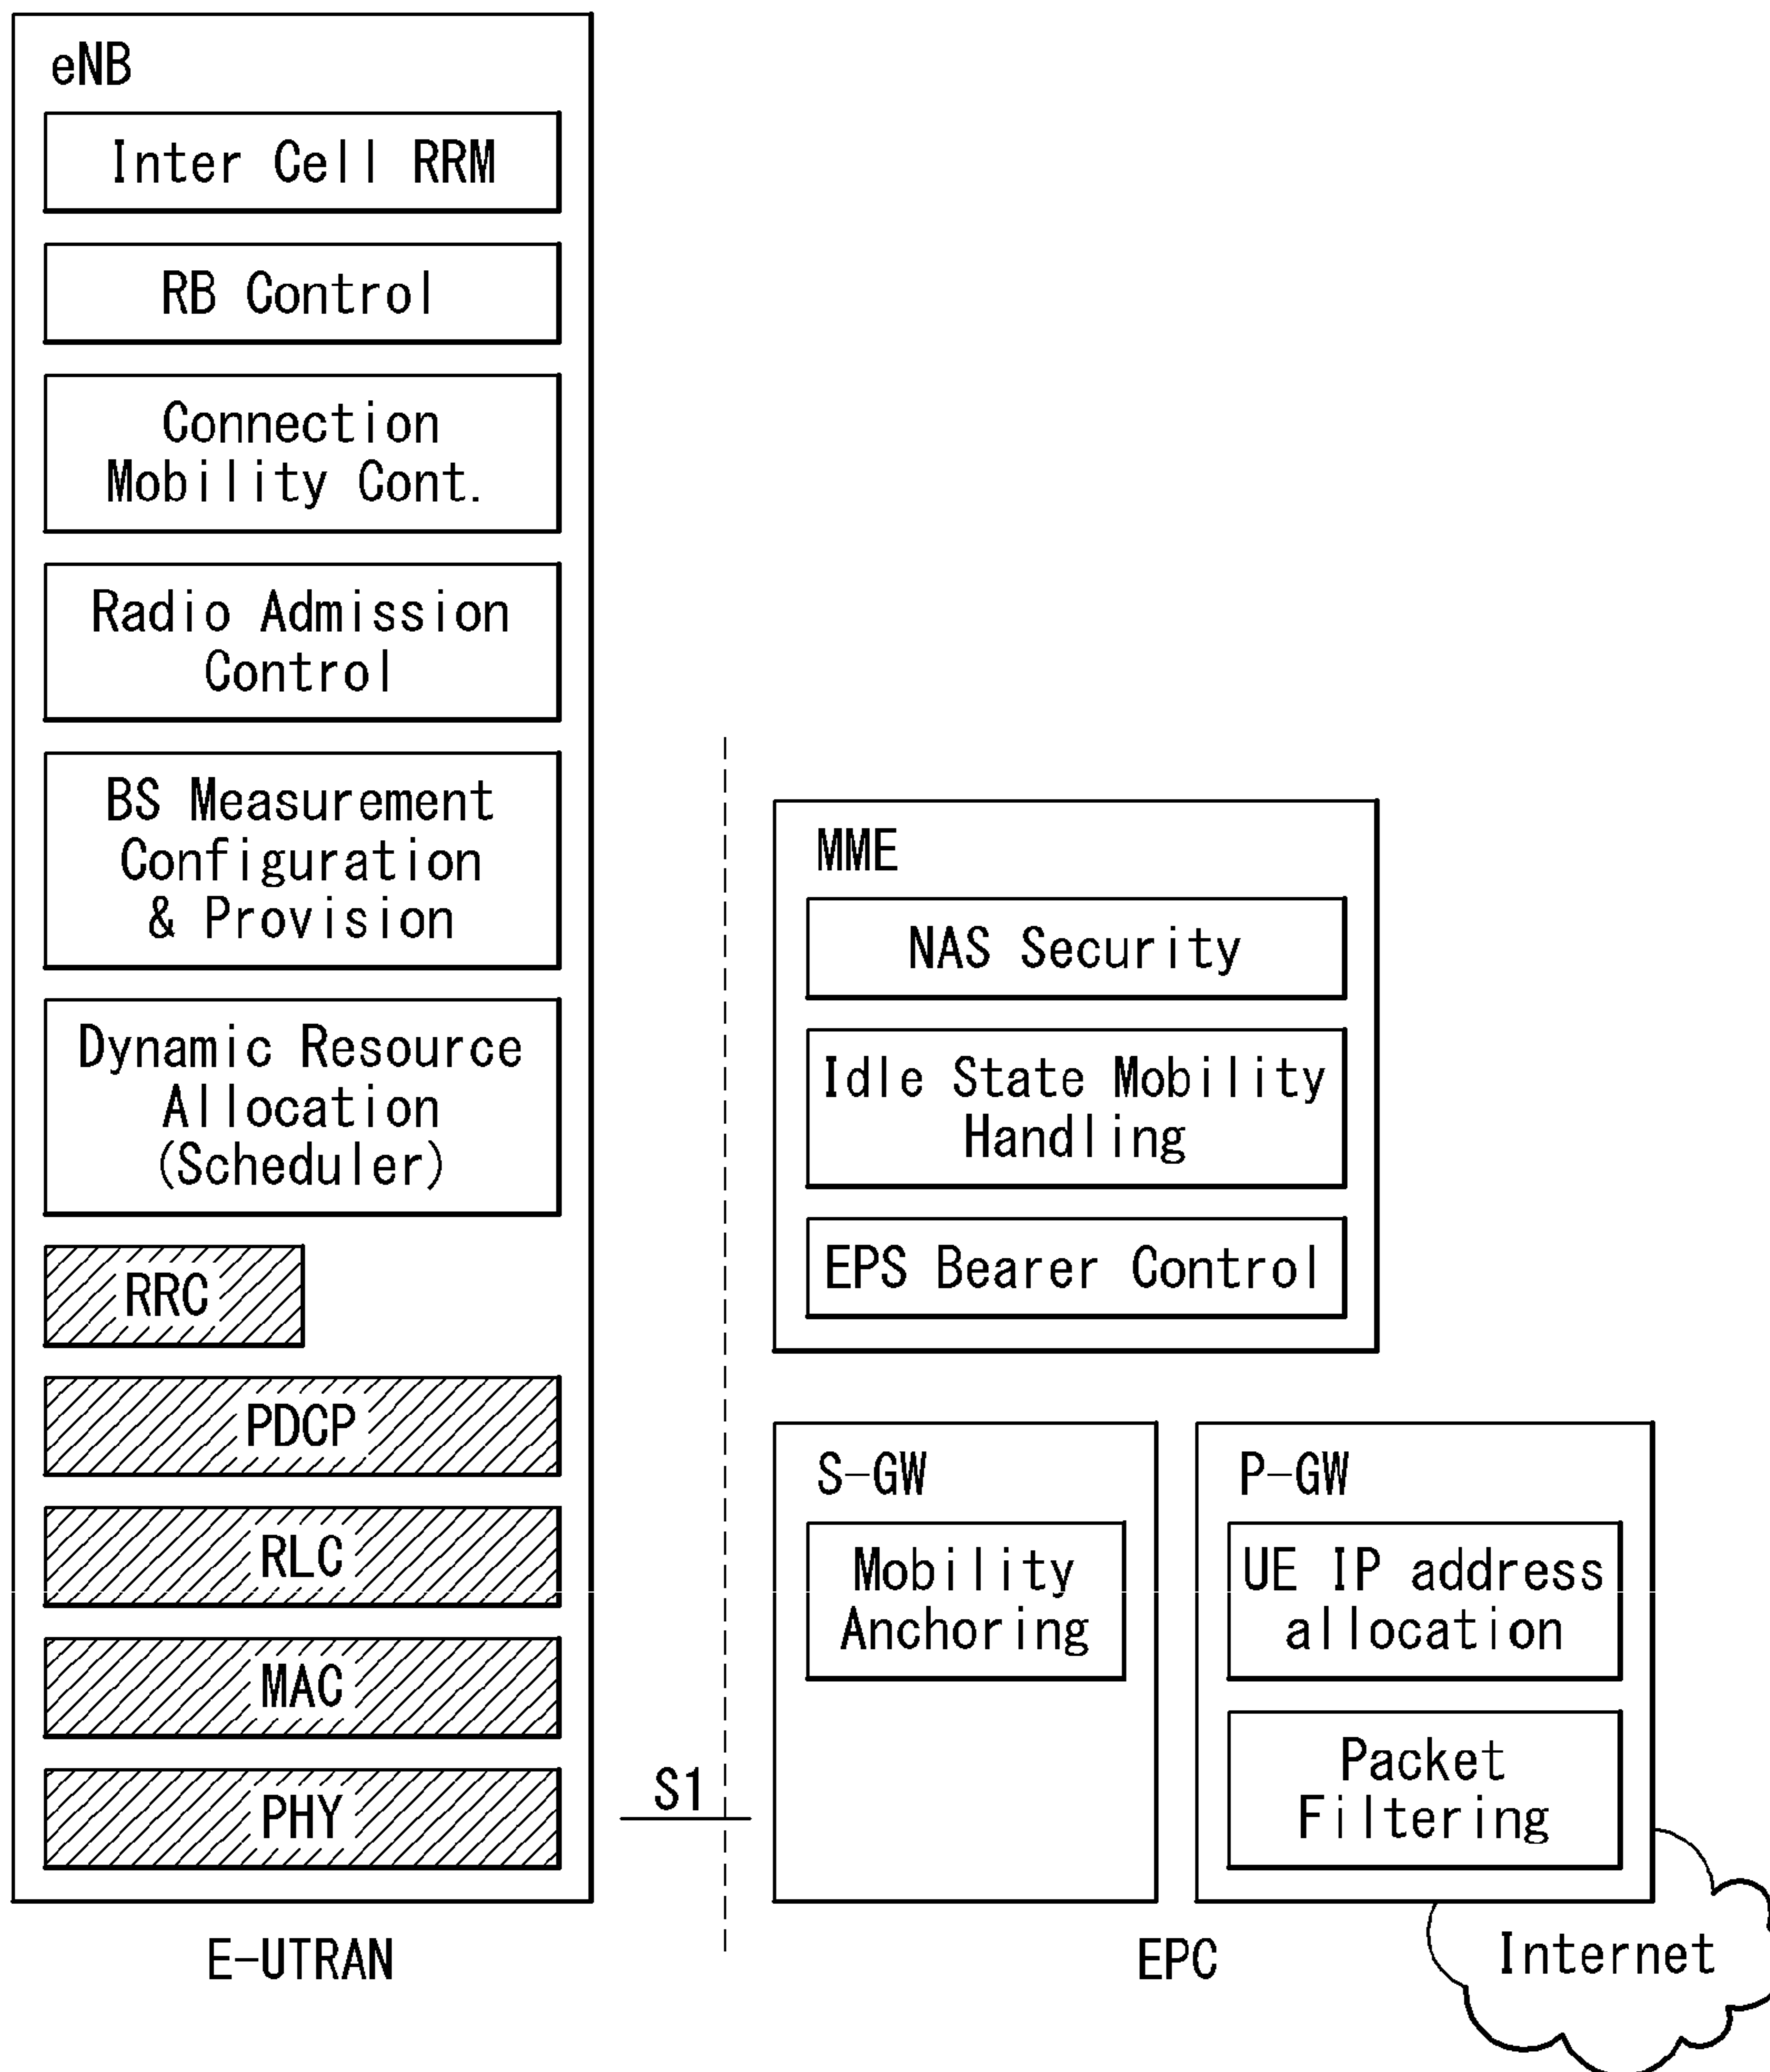 eNB
Inter Cell RRM
RB Control
Connection
Mobility Cont.
Radio Admission
Control
BS Measurement
Configuration
& Provision
Dynamic Resource
Allocation
(Scheduler)
RRC
PDCP
RLC
MAC
PHY
S1
E-UTRAN
MME
NAS Security
Idle State Mobility
Handling
EPS Bearer Control
S-GW
Mobility
Anchoring
P-GW
UE IP address
allocation
Packet
Filtering
EPC
Internet